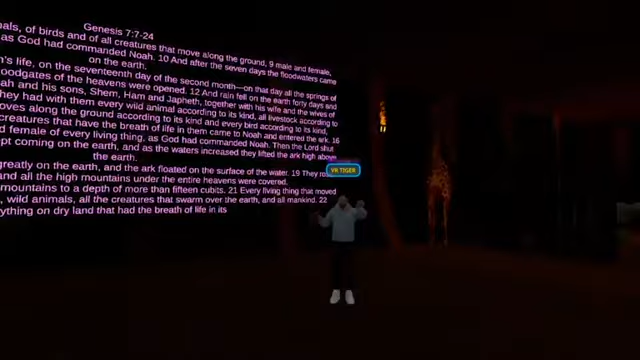 Genesis 7:7-24
als, of birds and of all creatures that move along the ground, 9 male and female,
as God had commanded Noah. 10 And after the seven days the floodwaters came
on the earth.
's life, on the seventeenth day of the second month—on that day all the springs of
loodgates of the heavens were opened. 12 And rain fell on the earth forty days and
ah and his sons, Shem, Ham and Japheth, together with his wife and the wives of
hey had with them every wild animal according to its kind, all livestock according to
oves along the ground according to its kind and every bird according to its kind,
creatures that have the breath of life in them came to Noah and entered the ark. 16
d female of every living thing, as God had commanded Noah. Then the Lord shut
pt coming on the earth, and as the waters increased they lifted the ark high above
the earth.
greatly on the earth, and the ark floated on the surface of the water. 19 They
and all the high mountains under the entire heavens were covered.
mountains to a depth of more than fifteen cubits. 21 Every living thing that moved
, wild animals, all the creatures that swarm over the earth, and all mankind. 22
ything on dry land that had the breath of life in its
VR TIGER